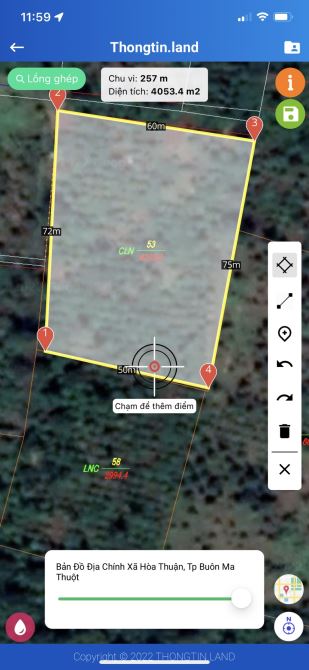 11:59
Thongtin.land
Lồng ghép
Chu vi: 257 m
Diện tích: 4053.4 m2
i
2
60m
3
72m
CLN 53
75m
1
50m
4
Chạm để thêm điểm
LNC 58
2994.4
Bản Đồ Địa Chính Xã Hòa Thuận, Tp Buôn Ma
Thuột
N
Copyright © 2022 THONGTIN.LAND